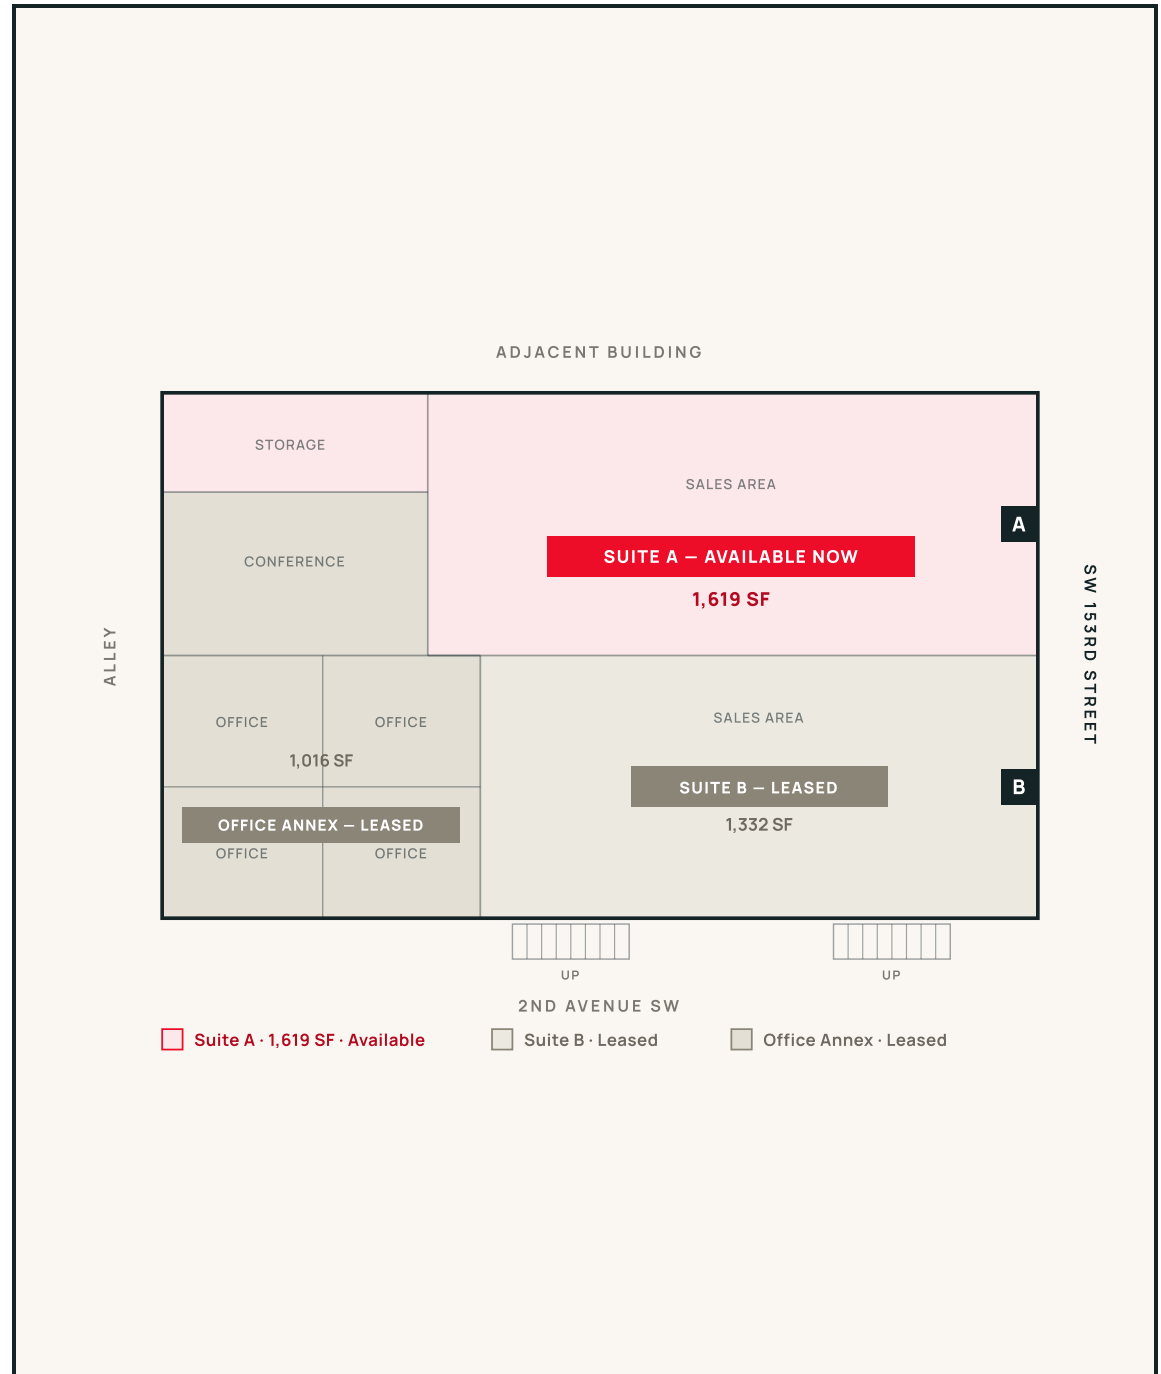 ADJACENT BUILDING
STORAGE
SALES AREA
A
SUITE A — AVAILABLE NOW
CONFERENCE
1,619 SF
SW 153RD STREET
ALLEY
OFFICE
OFFICE
SALES AREA
1,016 SF
SUITE B — LEASED
B
OFFICE ANNEX — LEASED
1,332 SF
OFFICE
OFFICE
UP
UP
2ND AVENUE SW
Suite A · 1,619 SF · Available
Suite B · Leased
Office Annex · Leased